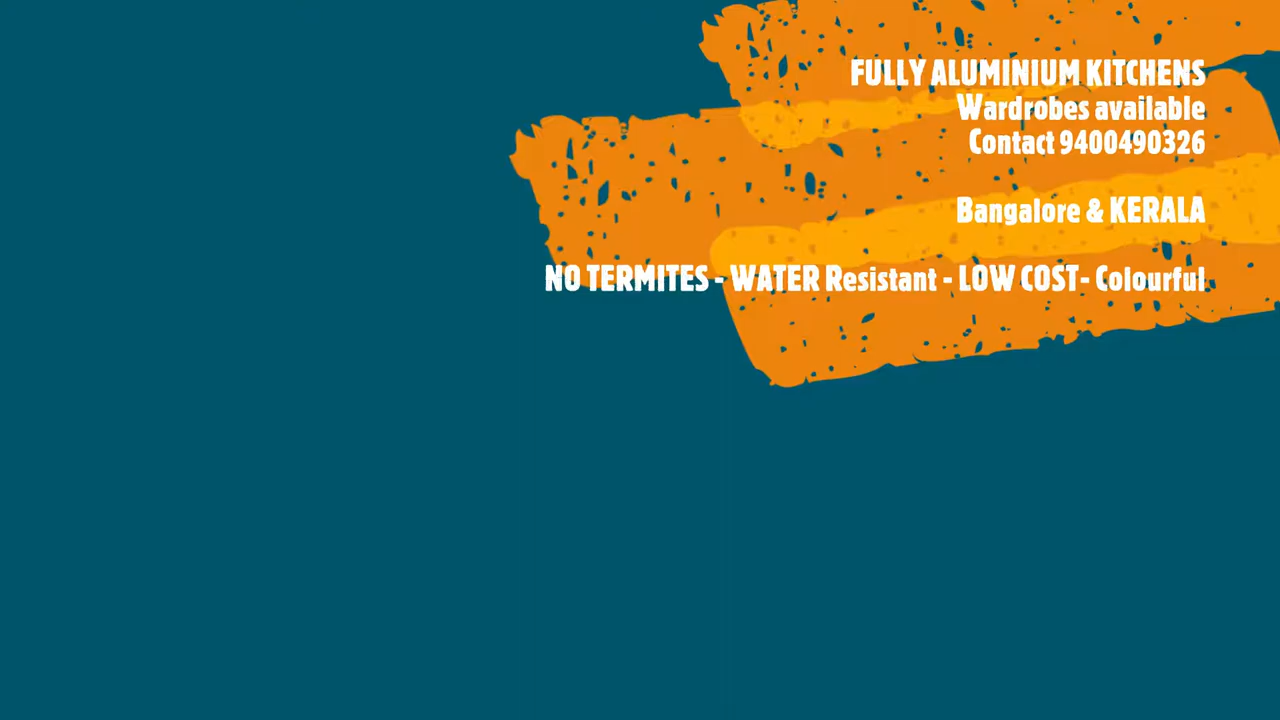 FULLY ALUMINIUM KITCHENS
Wardrobes available
Contact 9400490326
Bangalore & KERALA
NO TERMITES - WATER Resistant - LOW COST- Colourful